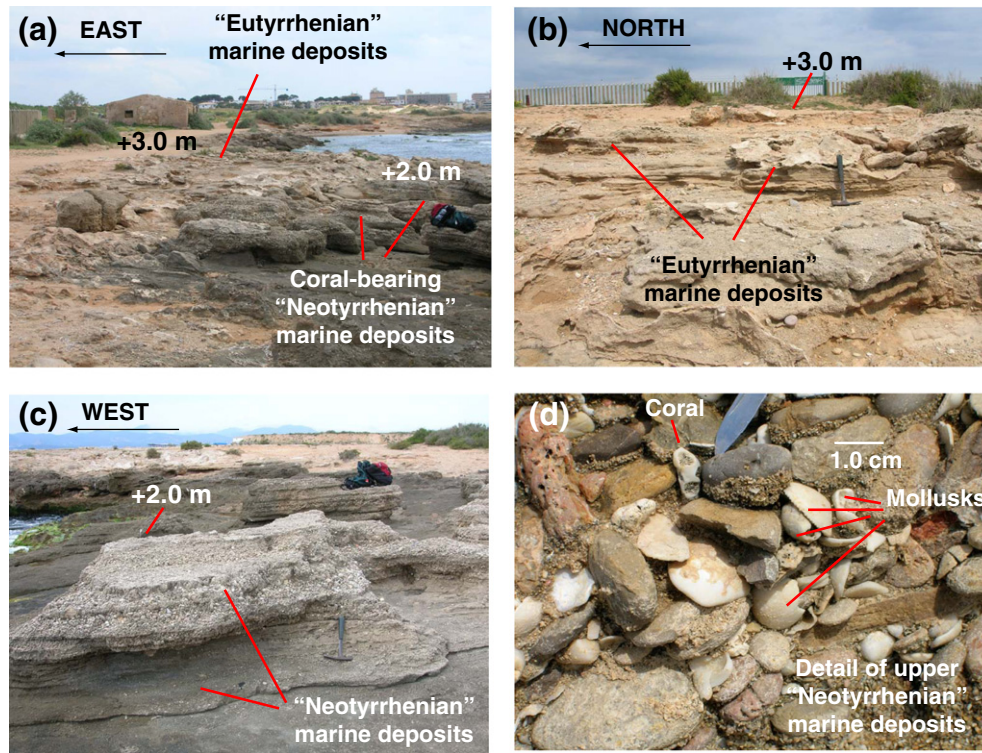 (a)
EAST
“Eutyrrhenian”
marine deposits
+3.0 m
+2.0 m
Coral-bearing
“Neotyrrhenian”
marine deposits
(b)
NORTH
+3.0 m
“Eutyrrhenian”
marine deposits
(c)
WEST
+2.0 m
“Neotyrrhenian”
marine deposits
(d)
Coral
1.0 cm
Mollusks
Detail of upper
“Neotyrrhenian”
marine deposits